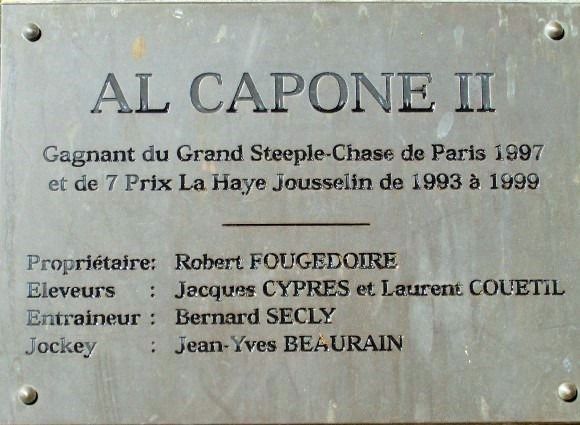 AL CAPONE II
Gagnant du Grand Steeple-Chase de Paris 1997
et de 7 Prix La Haye Jousselin de 1993 à 1999
Propriétaire: Robert FOUGEDOIRE
Eleveurs : Jacques CYPRES et Laurent COUETIL
Entraineur : Bernard SECLY
Jockey : Jean-Yves BEAURAIN